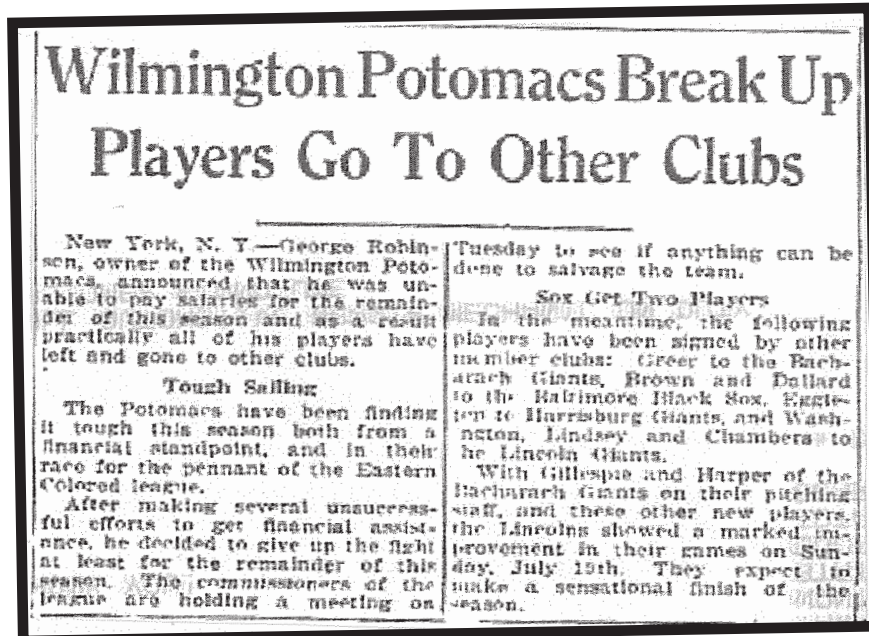 Wilmington Potomacs Break Up
Players Go To Other Clubs
New York, N. Y.—George Robin-
son, owner of the Wilmington Poto-
macs, announced that he was un-
able to pay salaries for the remain-
der of this season and as a result
practically all of his players have
left and gone to other clubs.
Tough Sailing
The Potomacs have been finding
it tough this season both from a
financial standpoint, and in their
race for the pennant of the Eastern
Colored league.
After making several unsuccess-
ful efforts to get financial assist-
ance, he decided to give up the fight
at least for the remainder of this
season. The commissioners of the
league are holding a meeting on
Tuesday to see if anything can be
done to salvage the team.
Sox Get Two Players
In the meantime, the following
players have been signed by other
member clubs: Greer to the Bach-
arach Giants, Brown and Dallard
to the Baltimore Black Sox, Eggle-
ton to Harrisburg Giants, and Wash-
ngton, Lindsey and Chambers to
he Lincoln Giants.
With Gillespie and Harper of the
Bacharach Giants on their pitching
staff, and these other new players,
the Lincolns showed a marked im-
provement in their games on Sun-
day, July 19th. They expect to
make a sensational finish of the
season.